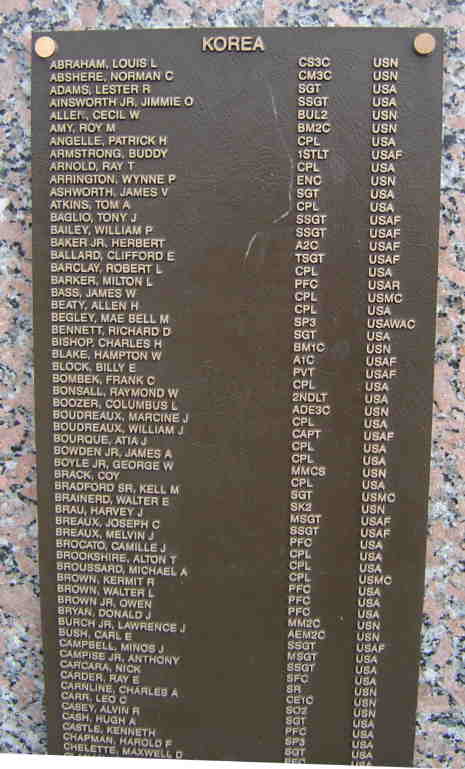 KOREA
ABRAHAM, LOUIS L CS3C USN
ABSHERE, NORMAN C CM3C USN
ADAMS, LESTER R SGT USA
AINSWORTH JR, JIMMIE O SSGT USA
ALLEN, CECIL W BUL2 USN
AMY, ROY M BM2C USN
ANGELLE, PATRICK H CPL USA
ARMSTRONG, BUDDY 1STLT USAF
ARNOLD, RAY T CPL USA
ARRINGTON, WYNNE P ENC USN
ASHWORTH, JAMES V SGT USA
ATKINS, TOM A CPL USA
BAGLIO, TONY J SSGT USAF
BAILEY, WILLIAM P SSGT USAF
BAKER JR, HERBERT A2C USAF
BALLARD, CLIFFORD E TSGT USAF
BARCLAY, ROBERT L CPL USA
BARKER, MILTON L PFC USAR
BASS, JAMES W CPL USMC
BEATY, ALLEN H CPL USA
BEGLEY, MAE BELL M SP3 USAWAC
BENNETT, RICHARD D SGT USA
BISHOP, CHARLES H BM1C USN
BLAKE, HAMPTON W A1C USAF
BLOCK, BILLY E PVT USAF
BOMBEK, FRANK C CPL USA
BONSALL, RAYMOND W 2NDLT USA
BOOZER, COLUMBUS L ADE3C USN
BOUDREAUX, MARCINE J CPL USA
BOUDREAUX, WILLIAM J CAPT USAF
BOURQUE, ATIA J CPL USA
BOWDEN JR, JAMES A CPL USA
BOYLE JR, GEORGE W MMCS USN
BRACK, COY CPL USA
BRADFORD SR, KELL M SGT USMC
BRAINERD, WALTER E SK2 USN
BRAU, HARVEY J MSGT USAF
BREAUX, JOSEPH C SSGT USAF
BREAUX, MELVIN J PFC USA
BROCATO, CAMILLE J CPL USA
BROOKSHIRE, ALTON T CPL USA
BROUSSARD, MICHAEL A CPL USMC
BROWN, KERMIT R PFC USA
BROWN, WALTER L PFC USA
BROWN JR, OWEN PFC USA
BRYAN, DONALD J MM2C USN
BURCH JR, LAWRENCE J AEM2C USN
BUSH, CARL E SSGT USAF
CAMPBELL, MINOS J MSGT USA
CAMPISE JR, ANTHONY SSGT USA
CARCARA, NICK SFC USA
CARDER, RAY E SR USN
CARNLINE, CHARLES A CE1C USN
CARR, LEO C SO2 USN
CASEY, ALVIN R SGT USA
CASH, HUGH A PFC USA
CASTLE, KENNETH SP3 USA
CHAPMAN, HAROLD F SGT USA
CHELETTE, MAXWELL D PFC USA